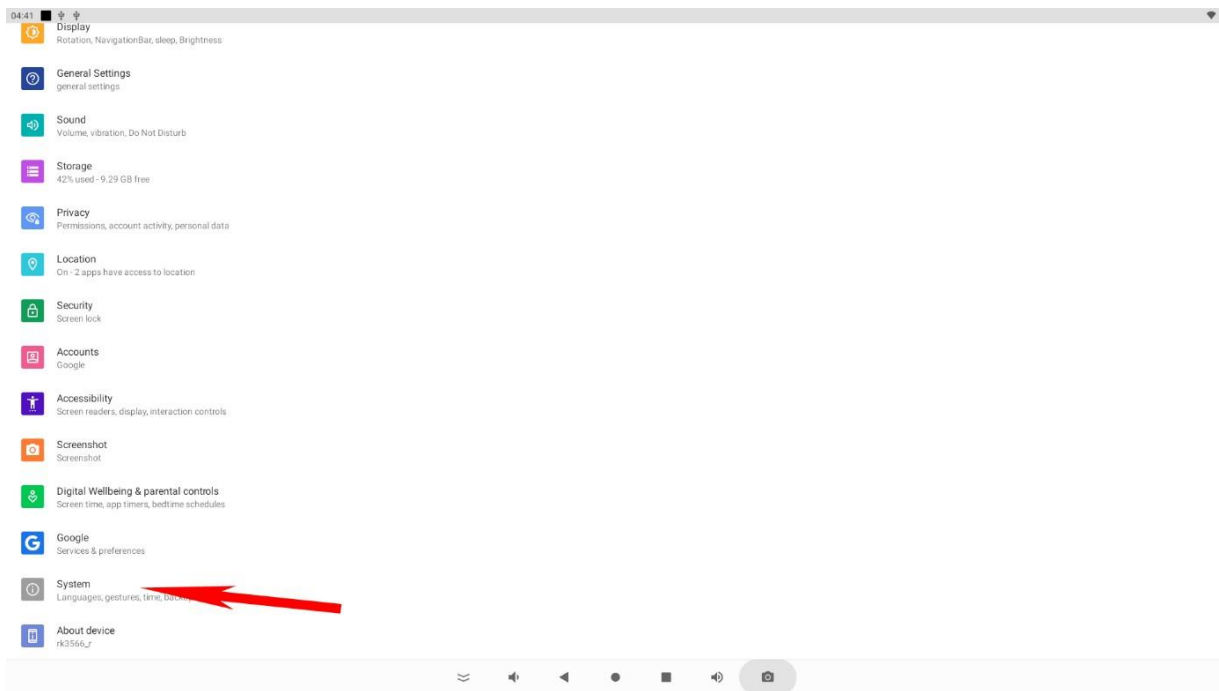 04:41
Display
Rotation, NavigationBar, sleep, Brightness
General Settings
general settings
Sound
Volume, vibration, Do Not Disturb
Storage
42% used - 9.29 GB free
Privacy
Permissions, account activity, personal data
Location
On - 2 apps have access to location
Security
Screen lock
Accounts
Google
Accessibility
Screen readers, display, interaction controls
Screenshot
Screenshot
Digital Wellbeing & parental controls
Screen time, app timers, bedtime schedules
G Google
Services & preferences
System
Languages, gestures, time,
About device
rk3566_r